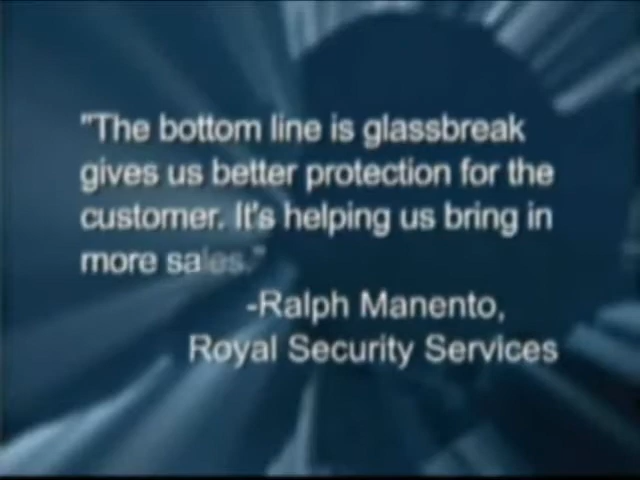 "The bottom line is glassbreak
gives us better protection for the
customer. It's helping us bring in
more sales."
-Ralph Manento,
Royal Security Services